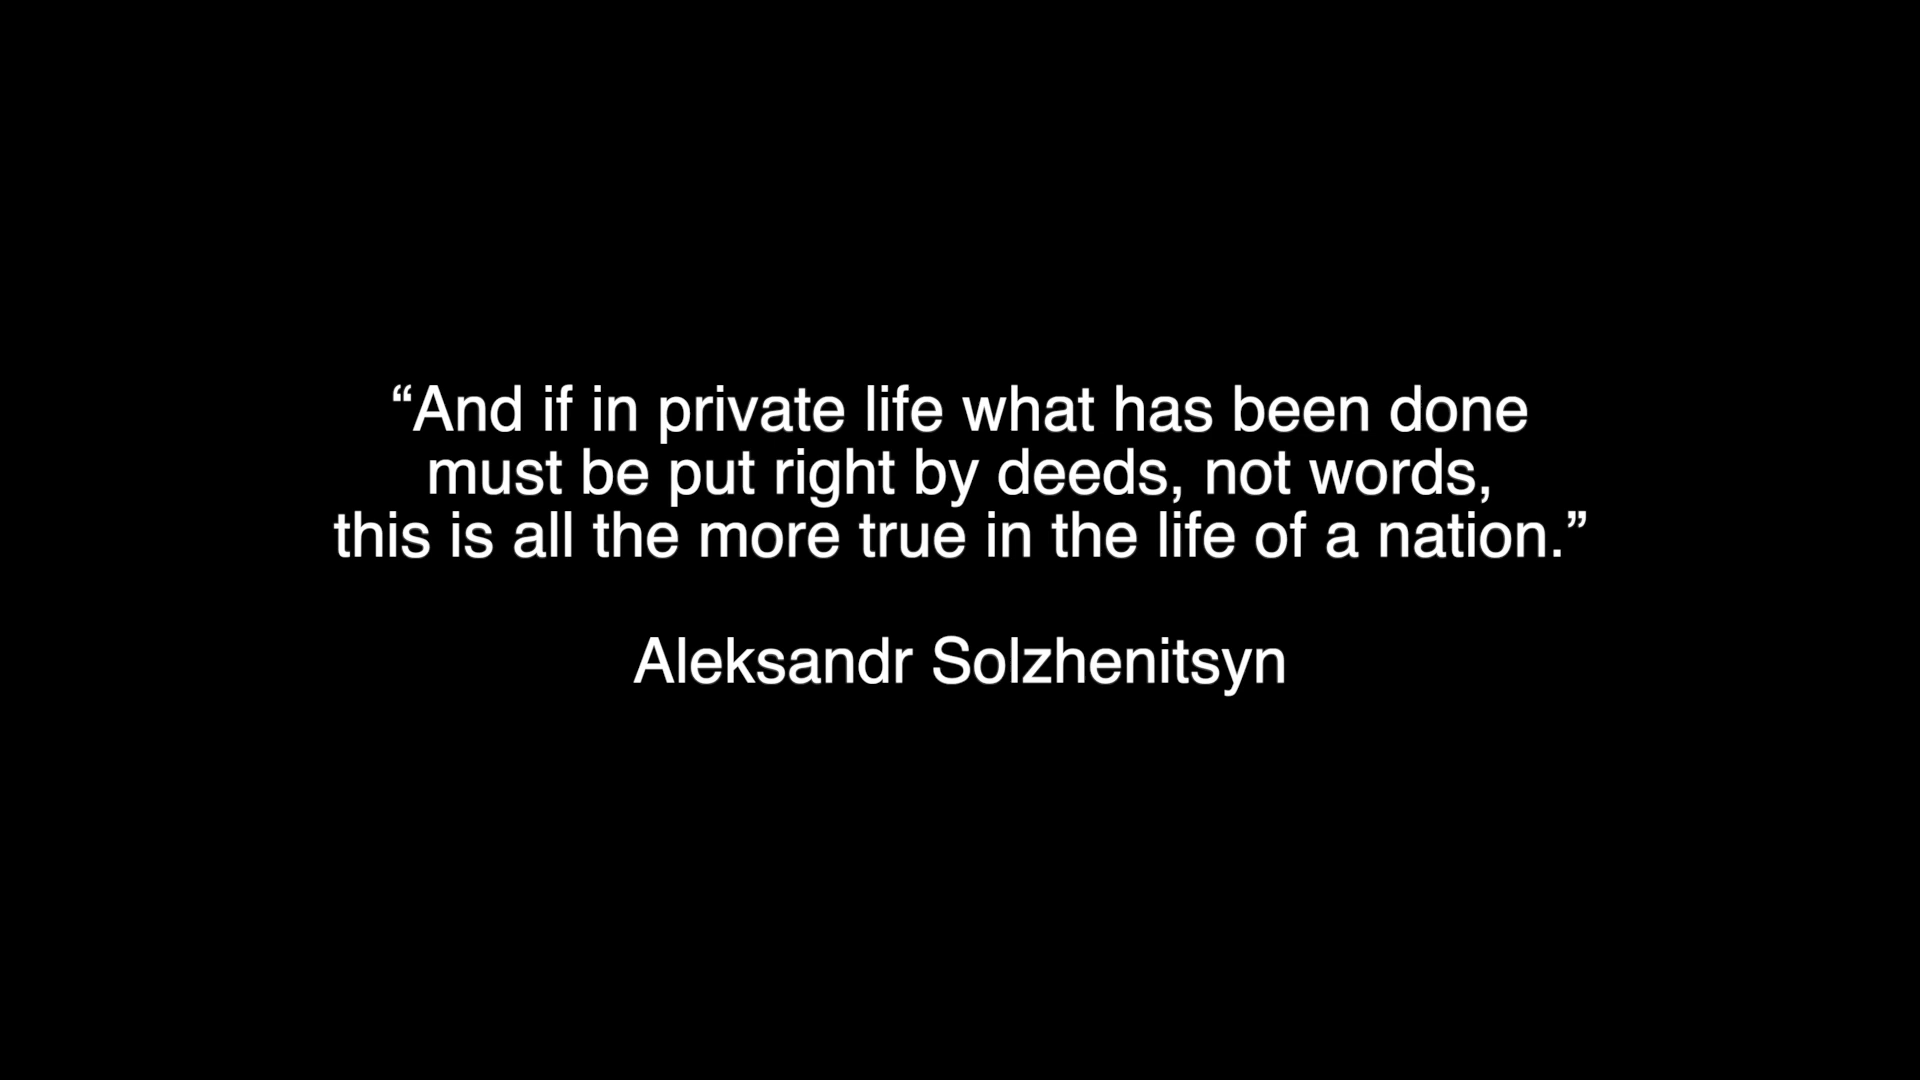 “And if in private life what has been done
must be put right by deeds, not words,
this is all the more true in the life of a nation.”
Aleksandr Solzhenitsyn